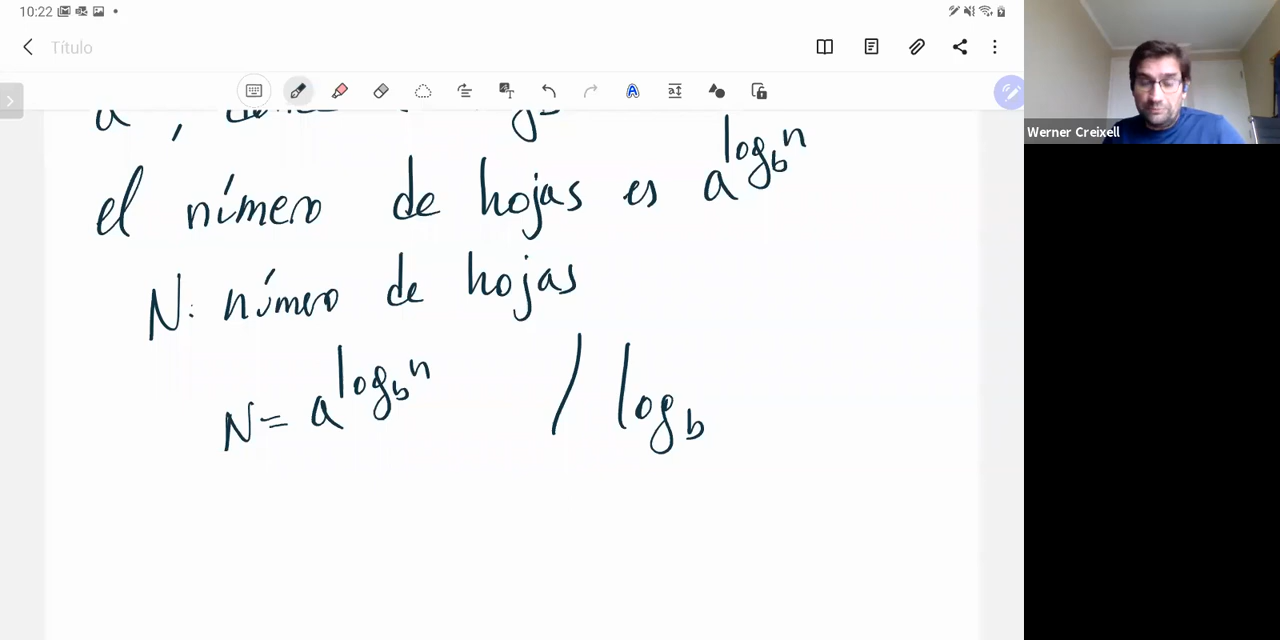 10:22
Título
a,
el número de hojas es a^{log_b n}
N: número de hojas
N = a^{log_b n} / log_b
Werner Creixell